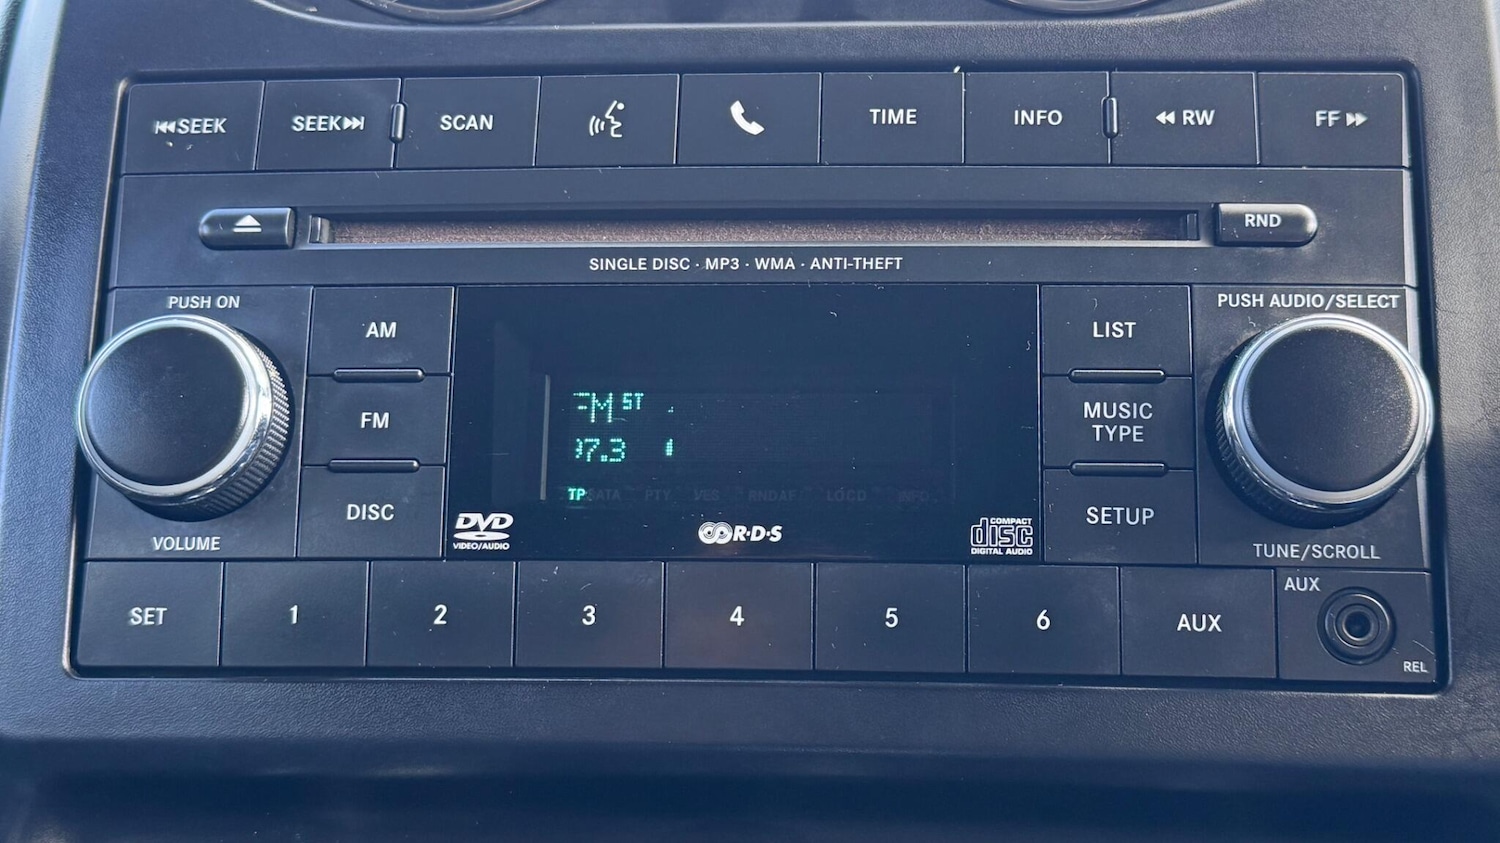 SEEK SEEK SCAN TIME INFO RW FF
RND
SINGLE DISC · MP3 · WMA · ANTI-THEFT
PUSH ON
VOLUME
AM
FM
DISC
FM ST
97.3
TP
DVD
VIDEO/AUDIO
R·D·S
COMPACT
disc
DIGITAL AUDIO
LIST
MUSIC
TYPE
SETUP
PUSH AUDIO/SELECT
TUNE/SCROLL
SET 1 2 3 4 5 6 AUX
AUX
REL